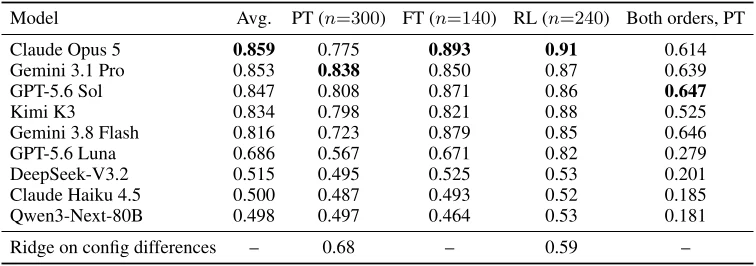 Model Avg. PT (n=300) FT (n=140) RL (n=240) Both orders, PT
Claude Opus 5 0.859 0.775 0.893 0.91 0.614
Gemini 3.1 Pro 0.853 0.838 0.850 0.87 0.639
GPT-5.6 Sol 0.847 0.808 0.871 0.86 0.647
Kimi K3 0.834 0.798 0.821 0.88 0.525
Gemini 3.8 Flash 0.816 0.723 0.879 0.85 0.646
GPT-5.6 Luna 0.686 0.567 0.671 0.82 0.279
DeepSeek-V3.2 0.515 0.495 0.525 0.53 0.201
Claude Haiku 4.5 0.500 0.487 0.493 0.52 0.185
Qwen3-Next-80B 0.498 0.497 0.464 0.53 0.181
Ridge on config differences – 0.68 – 0.59 –